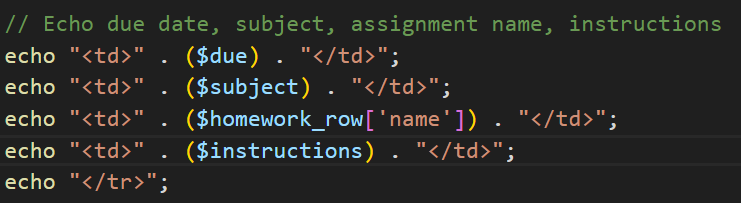 // Echo due date, subject, assignment name, instructions
echo "<td>" . ($due) . "</td>";
echo "<td>" . ($subject) . "</td>";
echo "<td>" . ($homework_row['name']) . "</td>";
echo "<td>" . ($instructions) . "</td>";
echo "</tr>";